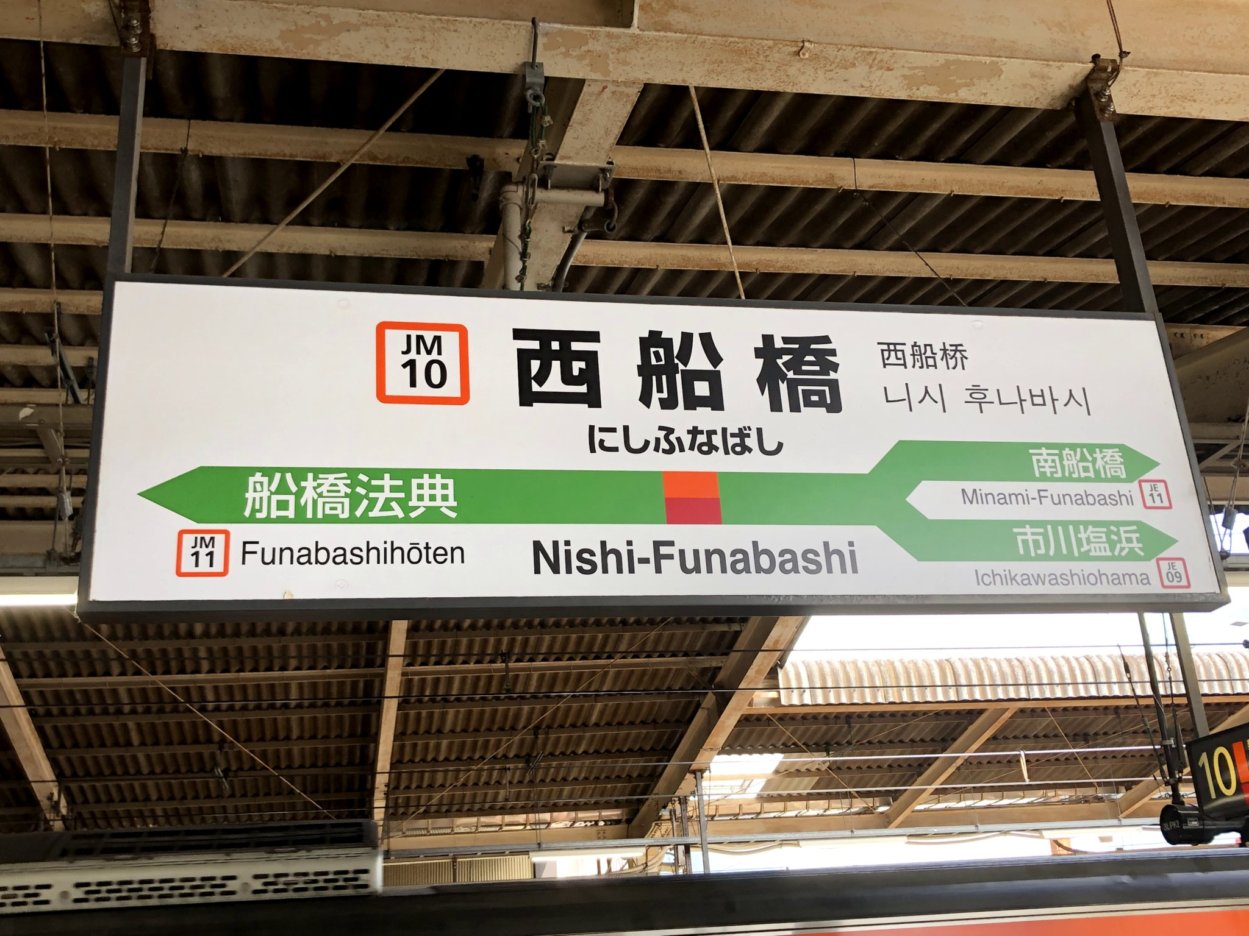 JM
10
西船橋
西船桥
니시 후나바시
にしふなばし
船橋法典
南船橋
Minami-Funabashi
JE
11
JM
11
Funabashihōten
Nishi-Funabashi
市川塩浜
Ichikawashiohama
JE
09
10